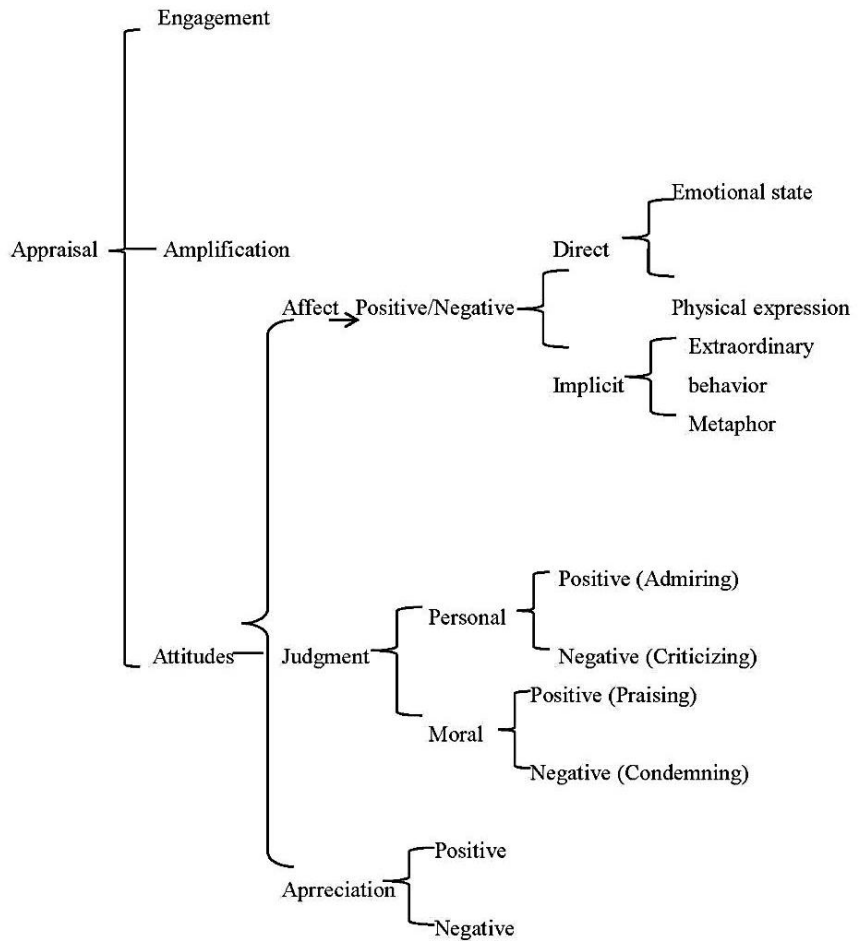 Engagement
Emotional state
Appraisal
Amplification
Direct
Affect
Positive/Negative
Physical expression
Extraordinary
Implicit
behavior
Metaphor
Positive (Admiring)
Personal
Attitudes
Judgment
Negative (Criticizing)
Positive (Praising)
Moral
Negative (Condemning)
Positive
Aprreciation
Negative